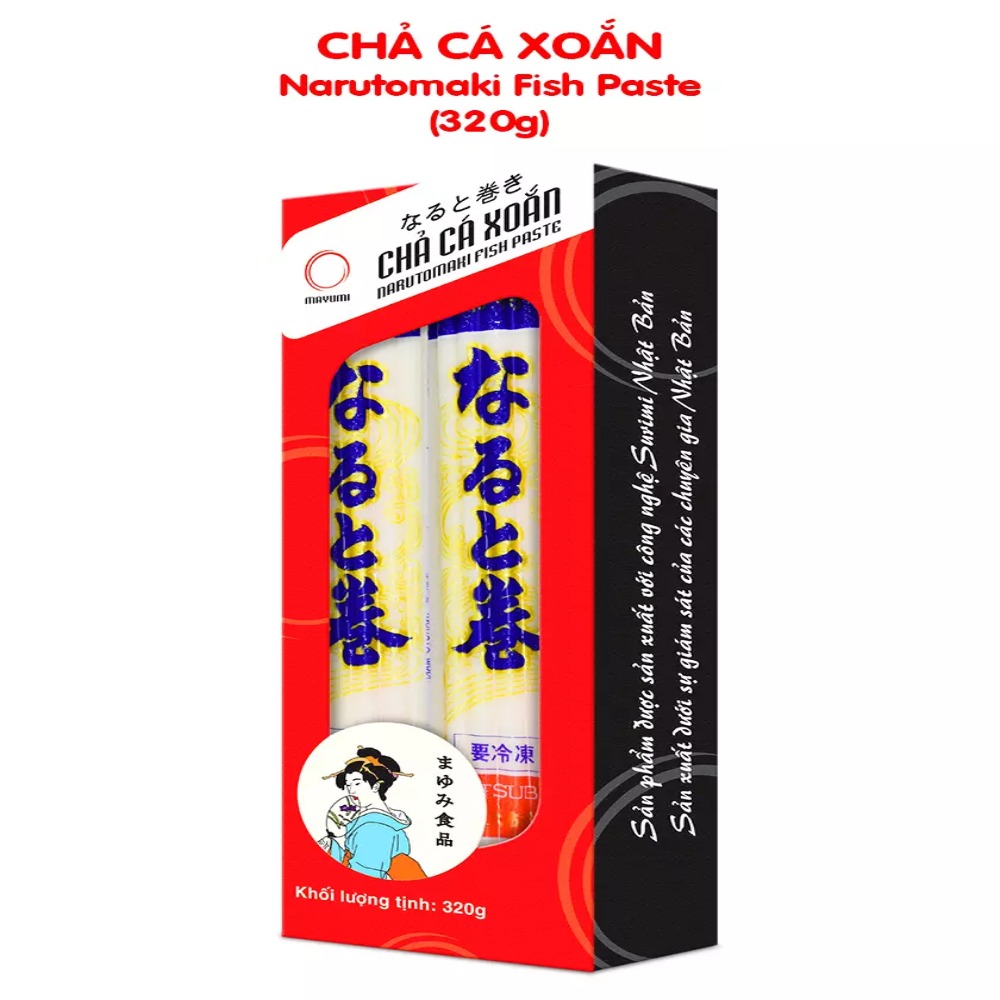 CHẢ CÁ XOẮN
Narutomaki Fish Paste
(320g)
なると巻き
CHẢ CÁ XOẮN
NARUTOMAKI FISH PASTE
MAYUMI
なると巻
なると巻
要冷凍
TSUB
まゆみ食品
Khối lượng tịnh: 320g
Sản phẩm được sản xuất với công nghệ Surimi Nhật Bản
Sản xuất dưới sự giám sát của các chuyên gia Nhật Bản